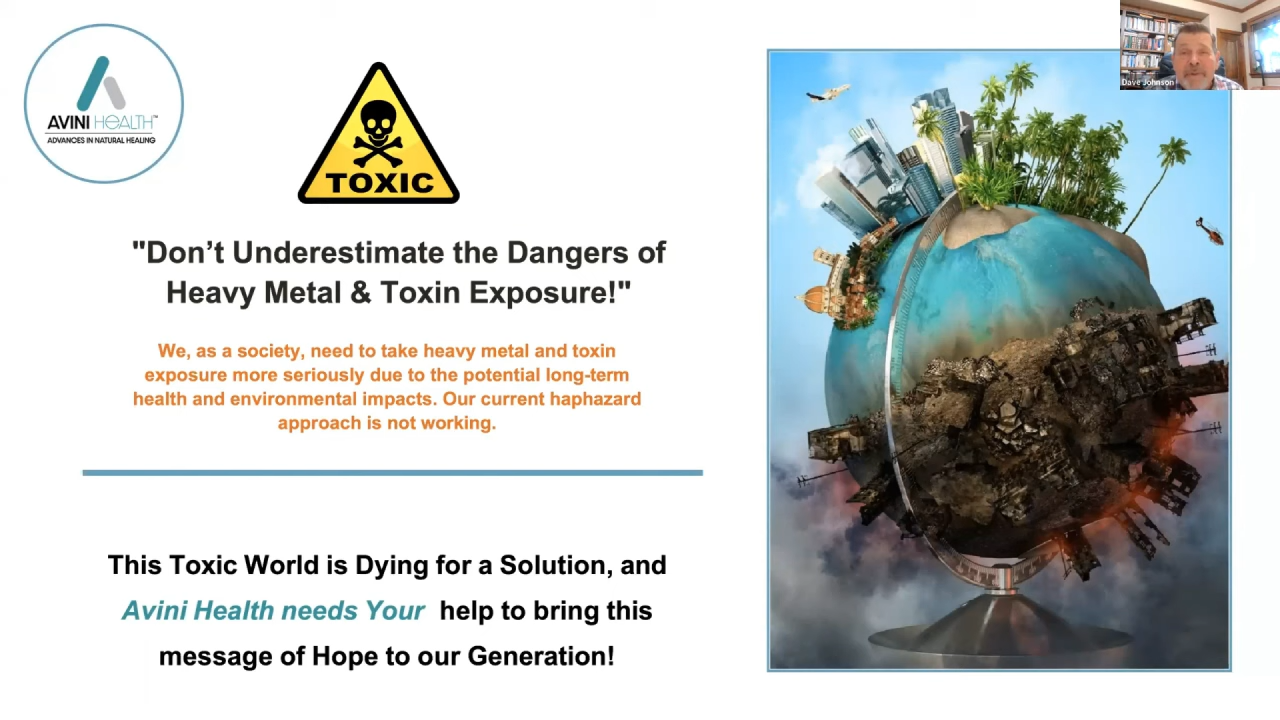 AVINI HEALTH™
ADVANCES IN NATURAL HEALING
TOXIC
"Don’t Underestimate the Dangers of
Heavy Metal & Toxin Exposure!"
We, as a society, need to take heavy metal and toxin
exposure more seriously due to the potential long-term
health and environmental impacts. Our current haphazard
approach is not working.
This Toxic World is Dying for a Solution, and
Avini Health needs Your help to bring this
message of Hope to our Generation!
Dave Johnson